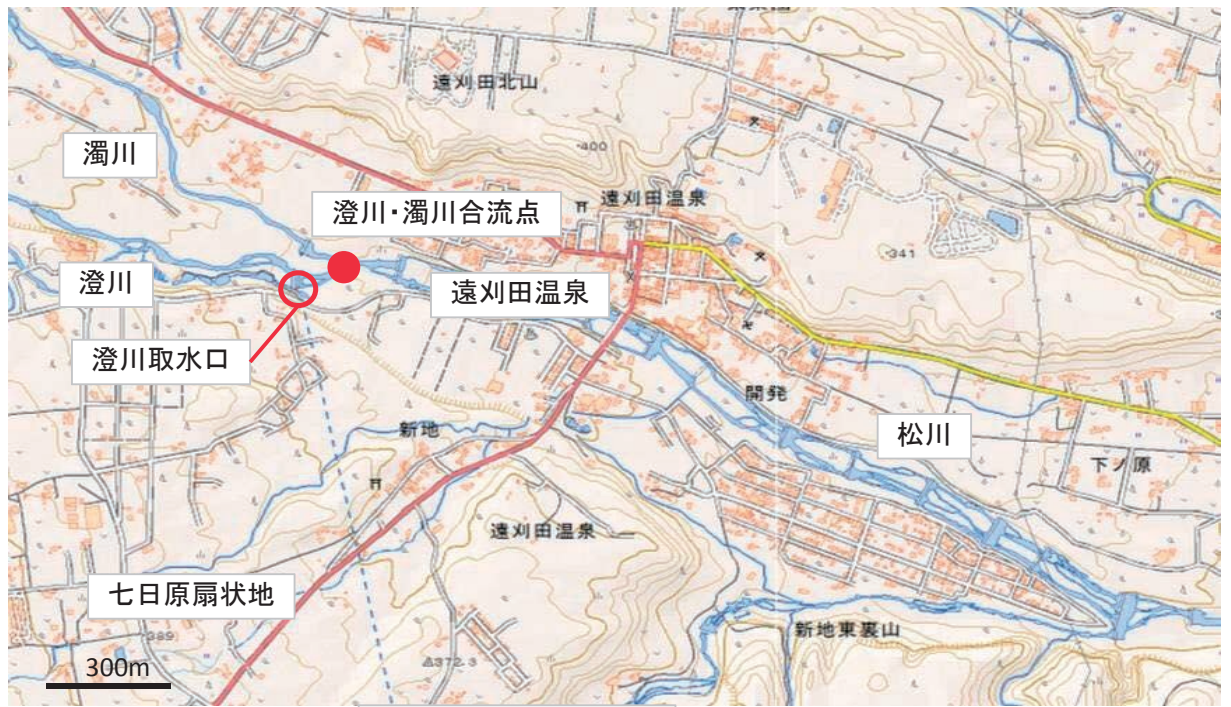 遠刈田北山
濁川
・400
澄川・濁川合流点
遠刈田温泉
・341
澄川
遠刈田温泉
澄川取水口
開発
新地
松川
下ノ原
遠刈田温泉
七日原扇状地
新地東裏山
・389
△372.3
300m